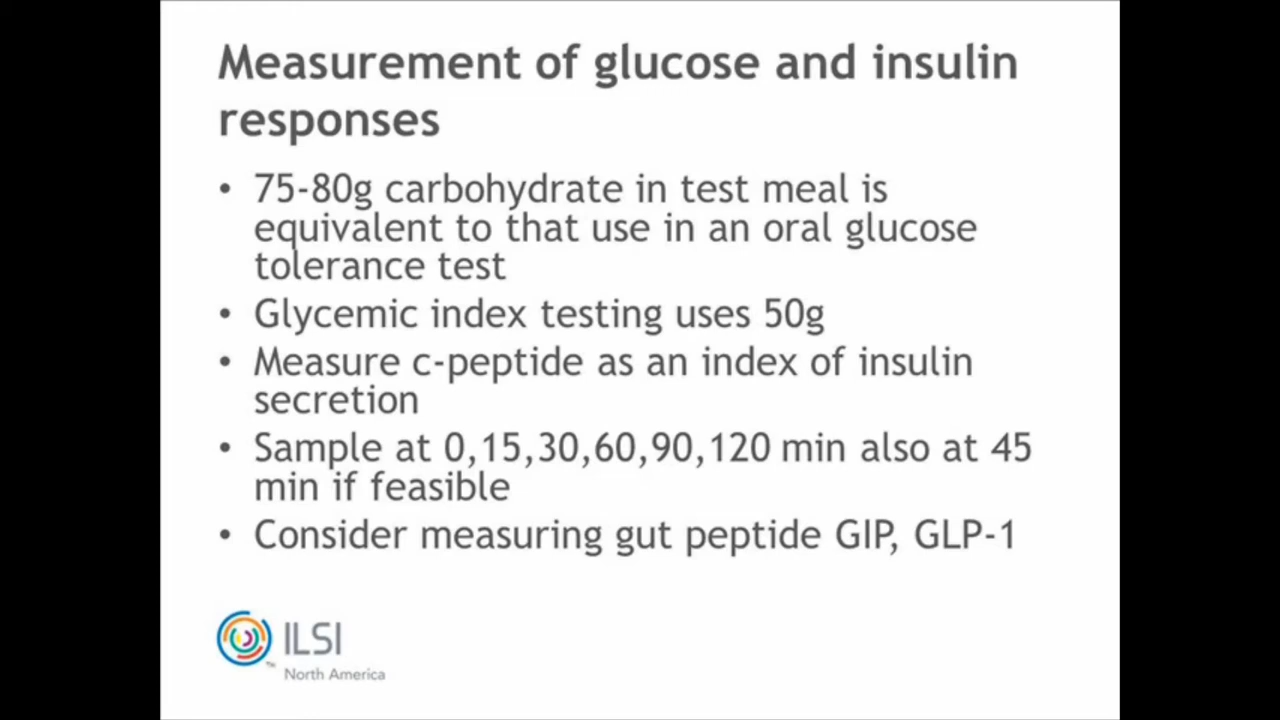 Measurement of glucose and insulin
responses
• 75-80g carbohydrate in test meal is
equivalent to that use in an oral glucose
tolerance test
• Glycemic index testing uses 50g
• Measure c-peptide as an index of insulin
secretion
• Sample at 0,15,30,60,90,120 min also at 45
min if feasible
• Consider measuring gut peptide GIP, GLP-1
ILSI
™
North America